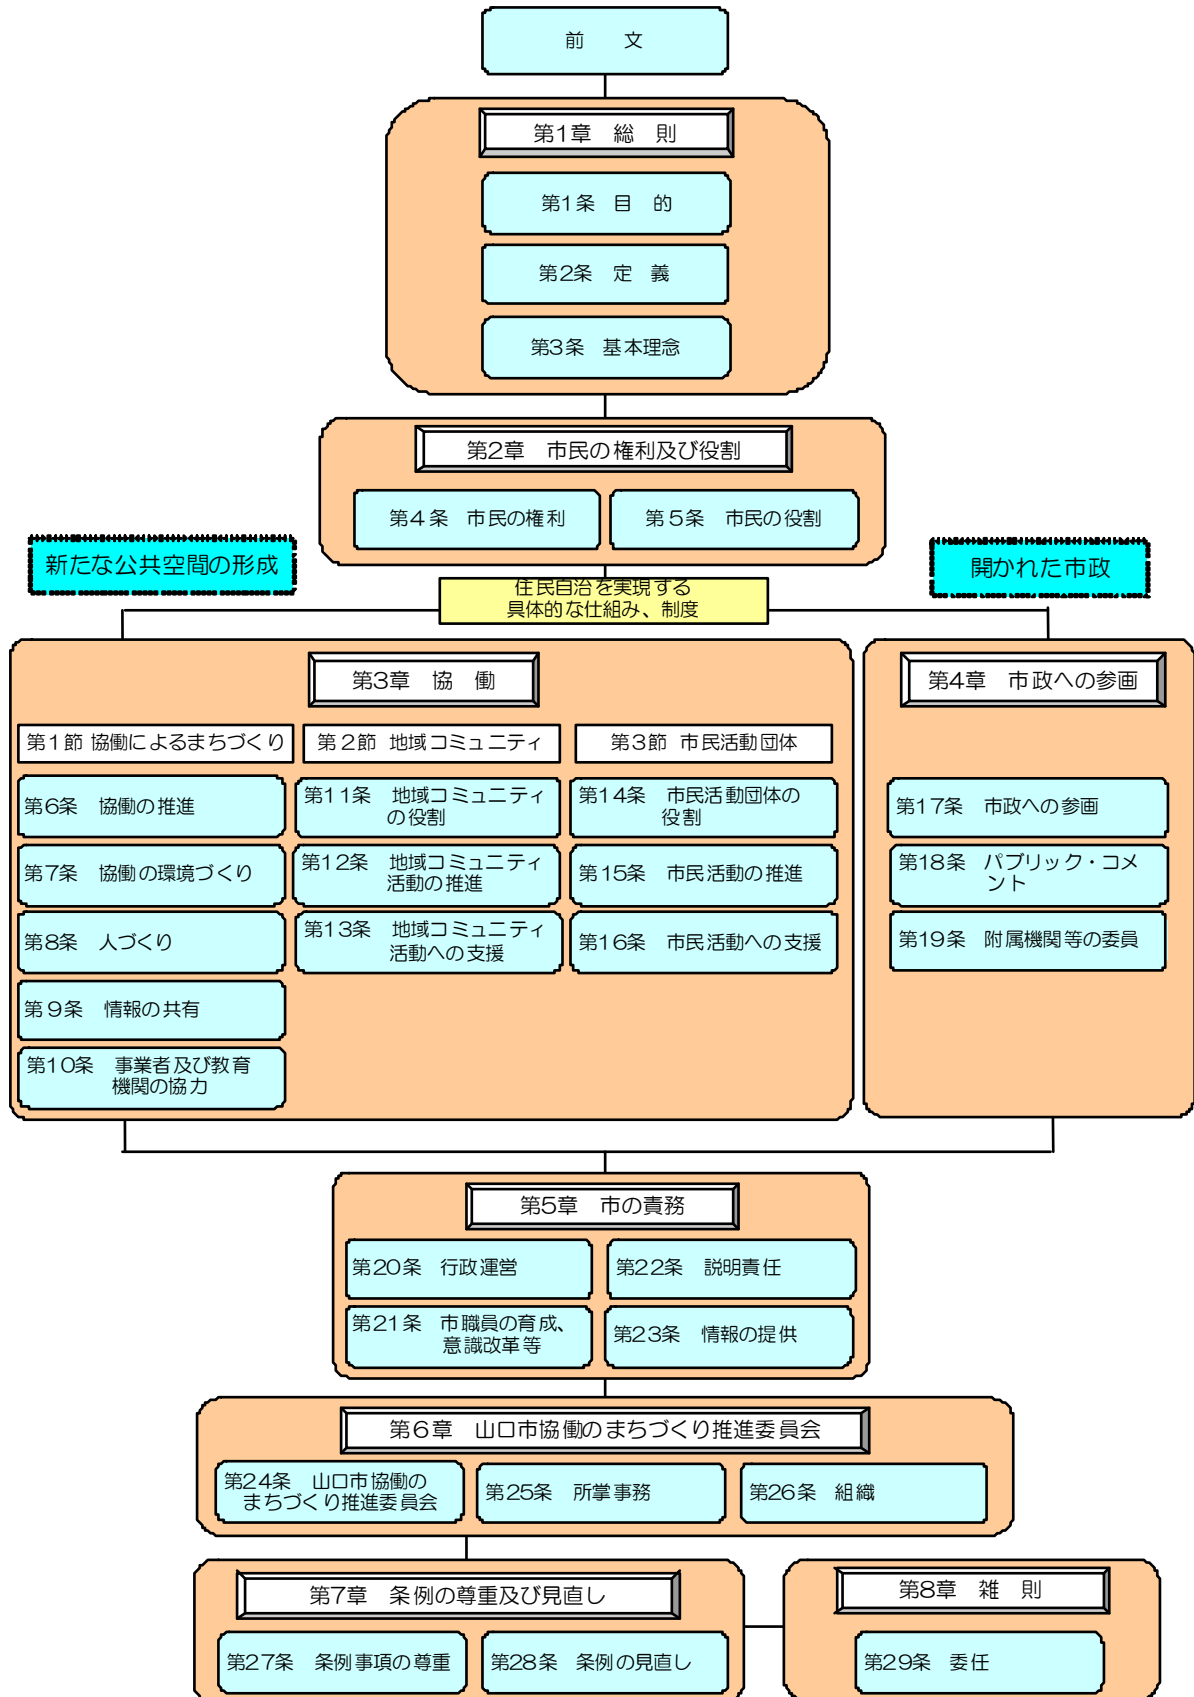 前　文
第1章　総　則
第1条　目　的
第2条　定　義
第3条　基本理念
第2章　市民の権利及び役割
第4条　市民の権利
第5条　市民の役割
新たな公共空間の形成
開かれた市政
住民自治を実現する
具体的な仕組み、制度
第3章　協　働
第1節 協働によるまちづくり
第2節 地域コミュニティ
第3節 市民活動団体
第6条　協働の推進
第7条　協働の環境づくり
第8条　人づくり
第9条　情報の共有
第10条　事業者及び教育
機関の協力
第11条　地域コミュニティ
の役割
第12条　地域コミュニティ
活動の推進
第13条　地域コミュニティ
活動への支援
第14条　市民活動団体の
役割
第15条　市民活動の推進
第16条　市民活動への支援
第4章　市政への参画
第17条　市政への参画
第18条　パブリック・コメ
ント
第19条　附属機関等の委員
第5章　市の責務
第20条　行政運営
第22条　説明責任
第21条　市職員の育成、
意識改革等
第23条　情報の提供
第6章　山口市協働のまちづくり推進委員会
第24条　山口市協働の
まちづくり推進委員会
第25条　所掌事務
第26条　組織
第7章　条例の尊重及び見直し
第27条　条例事項の尊重
第28条　条例の見直し
第8章　雑　則
第29条　委任